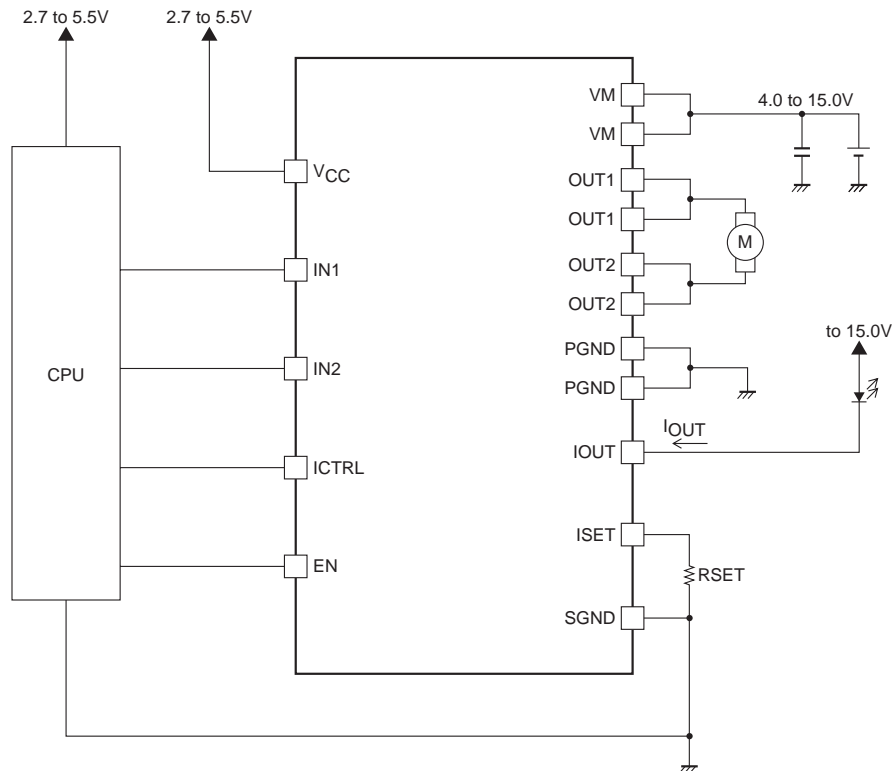 2.7 to 5.5V
2.7 to 5.5V
VM
4.0 to 15.0V
VM
VCC
OUT1
OUT1
M
IN1
OUT2
OUT2
to 15.0V
PGND
CPU
IN2
PGND
IOUT
IOUT
ICTRL
ISET
EN
RSET
SGND